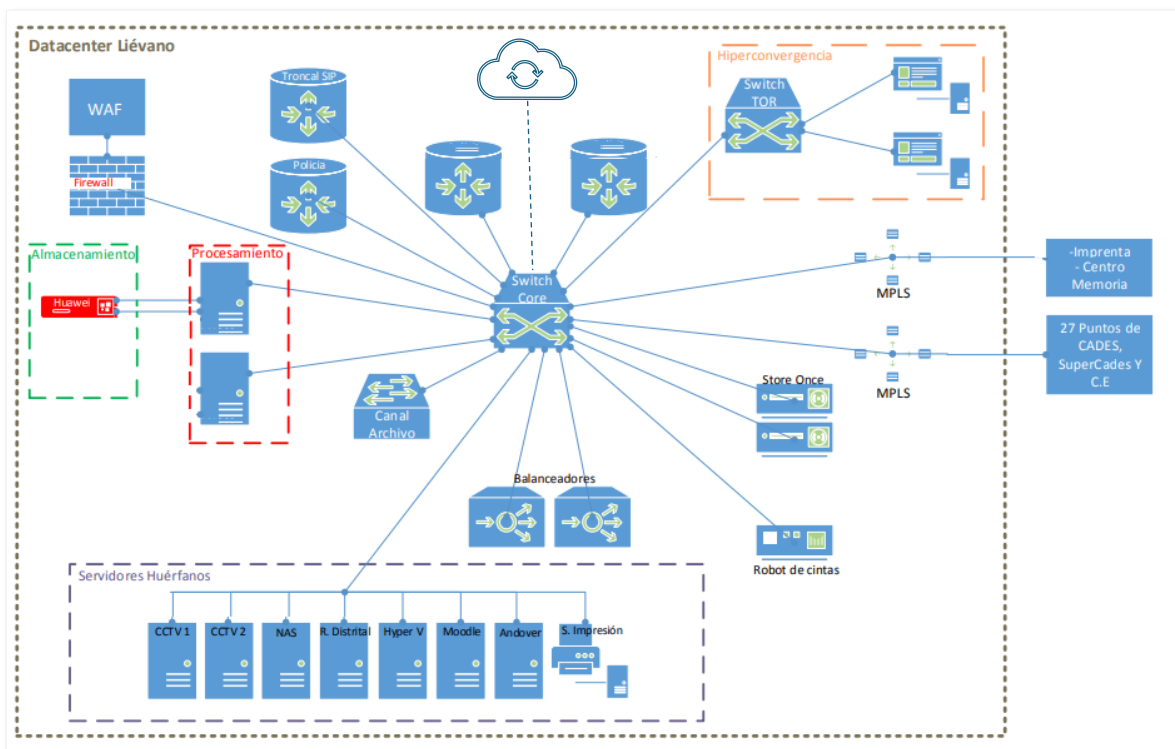 Datacenter Liévano
WAF
Firewall
Troncal SIP
Policia
Hiperconvergencia
Switch
TOR
Almacenamiento
Huawei
Procesamiento
Switch
Core
MPLS
-Imprenta
- Centro
Memoria
MPLS
27 Puntos de
CADES,
SuperCades Y
C.E
Store Once
Canal
Archivo
Balanceadores
Robot de cintas
Servidores Huérfanos
CCTV 1
CCTV 2
NAS
R. Distrital
Hyper V
Moodle
Andover
S. Impresión